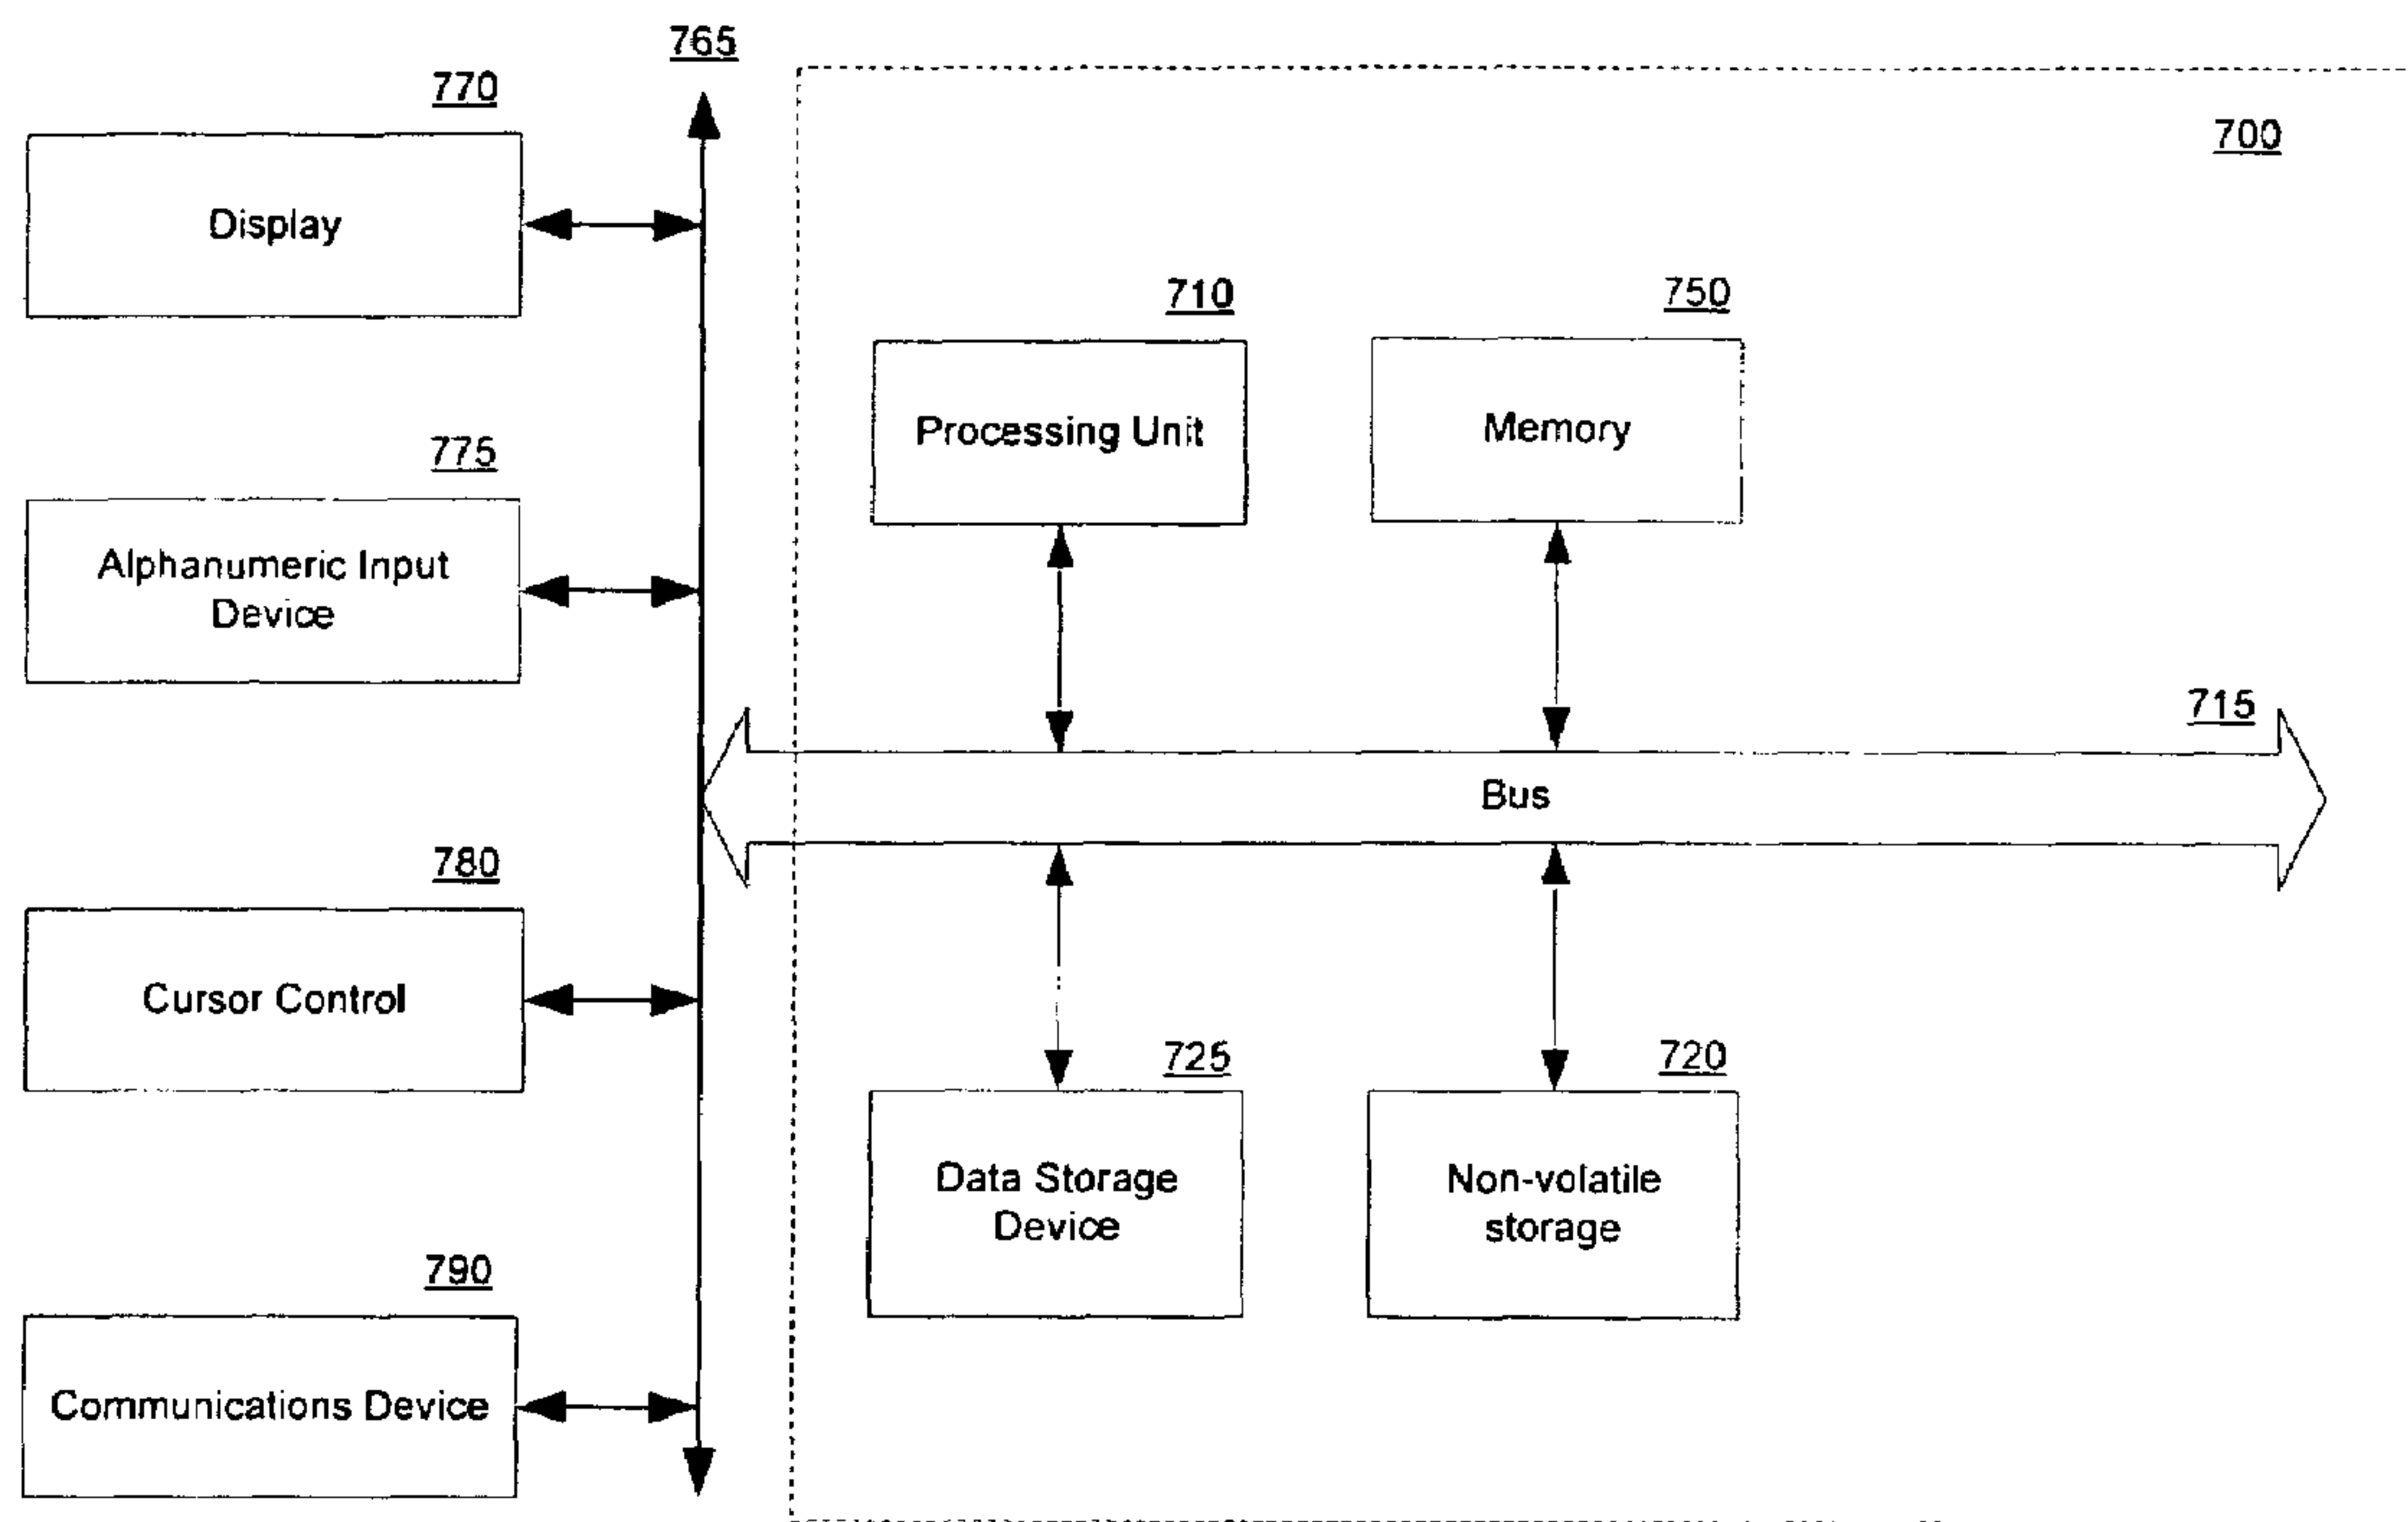 765
770
700
Display
710
750
Processing Unit
Memory
775
Alphanumeric Input
Device
715
Bus
780
Cursor Control
725
720
Data Storage
Device
Non-volatile
storage
790
Communications Device